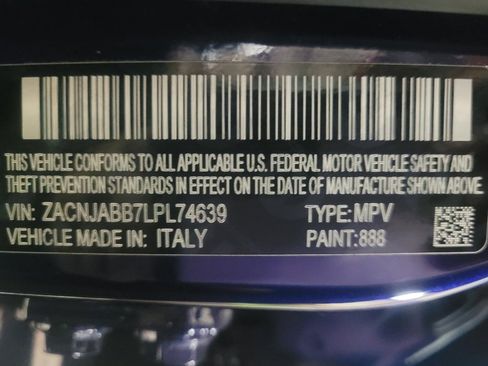 THIS VEHICLE CONFORMS TO ALL APPLICABLE U.S. FEDERAL MOTOR VEHICLE SAFETY AND
THEFT PREVENTION STANDARDS IN EFFECT ON THE DATE OF MANUFACTURE SHOWN ABOVE.
VIN: ZACNJABB7LPL74639 TYPE: MPV
VEHICLE MADE IN: ITALY PAINT: 888